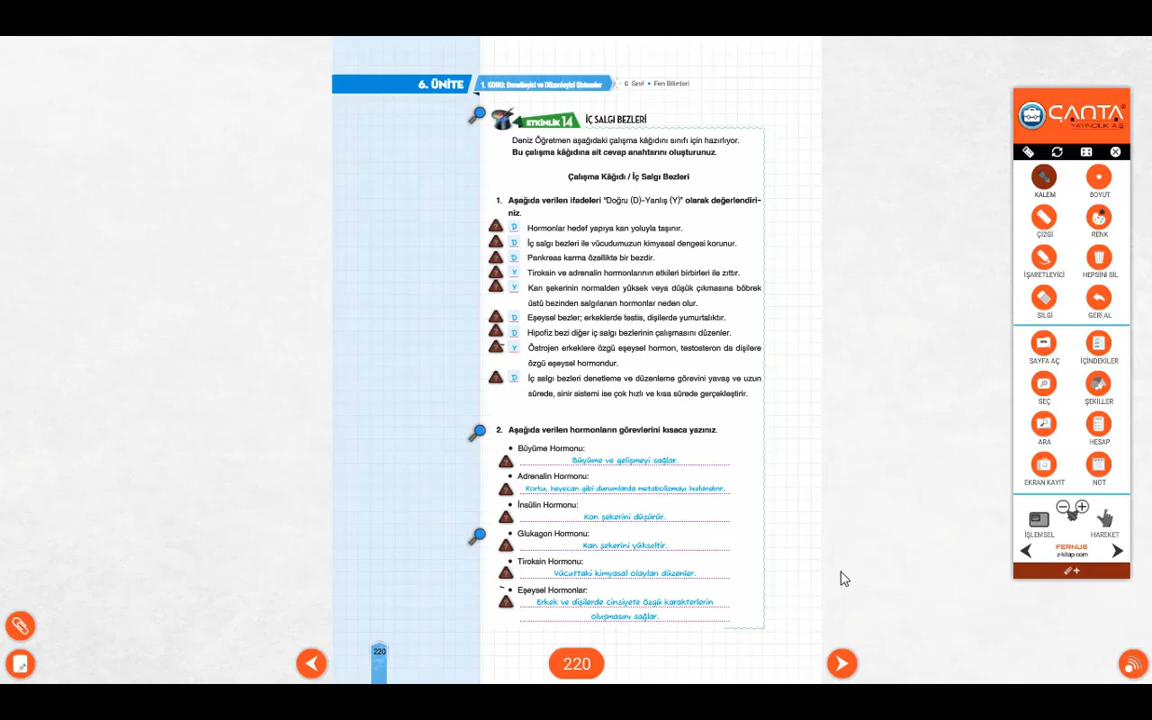 6. ÜNİTE
1. KONU: Denetleyici ve Düzenleyici Sistemler
6. Sınıf • Fen Bilimleri
ETKİNLİK 14
İÇ SALGI BEZLERİ
Deniz Öğretmen aşağıdaki çalışma kâğıdını sınıfı için hazırlıyor.
Bu çalışma kâğıdına ait cevap anahtarını oluşturunuz.
Çalışma Kâğıdı / İç Salgı Bezleri
1. Aşağıda verilen ifadeleri “Doğru (D)–Yanlış (Y)” olarak değerlendiri-
niz.
D Hormonlar hedef yapıya kan yoluyla taşınır.
D İç salgı bezleri ile vücudumuzun kimyasal dengesi korunur.
D Pankreas karma özellikte bir bezdir.
Y Tiroksin ve adrenalin hormonlarının etkileri birbirleri ile zıttır.
Y Kan şekerinin normalden yüksek veya düşük çıkmasına böbrek
üstü bezinden salgılanan hormonlar neden olur.
D Eşeysel bezler; erkeklerde testis, dişilerde yumurtalıktır.
D Hipofiz bezi diğer iç salgı bezlerinin çalışmasını düzenler.
Y Östrojen erkeklere özgü eşeysel hormon, testosteron da dişilere
özgü eşeysel hormondur.
D İç salgı bezleri denetleme ve düzenleme görevini yavaş ve uzun
sürede, sinir sistemi ise çok hızlı ve kısa sürede gerçekleştirir.
2. Aşağıda verilen hormonların görevlerini kısaca yazınız.
• Büyüme Hormonu:
Büyüme ve gelişmeyi sağlar.
• Adrenalin Hormonu:
Korku, heyecan gibi durumlarda metabolizmayı hızlandırır.
• İnsülin Hormonu:
Kan şekerini düşürür.
• Glukagon Hormonu:
Kan şekerini yükseltir.
• Tiroksin Hormonu:
Vücuttaki kimyasal olayları düzenler.
• Eşeysel Hormonlar:
Erkek ve dişilerde cinsiyete özgü karakterlerin
oluşmasını sağlar.
220
220
ÇANTA
YAYINCILIK A.Ş.
KALEM
BOYUT
ÇİZGİ
RENK
İŞARETLEYİCİ
HEPSİNİ SİL
SİLGİ
GERİ AL
SAYFA AÇ
İÇİNDEKİLER
SEÇ
ŞEKİLLER
ARA
HESAP
EKRAN KAYIT
NOT
İŞLEMSEL
HAREKET
FERNUS
z-kitap.com